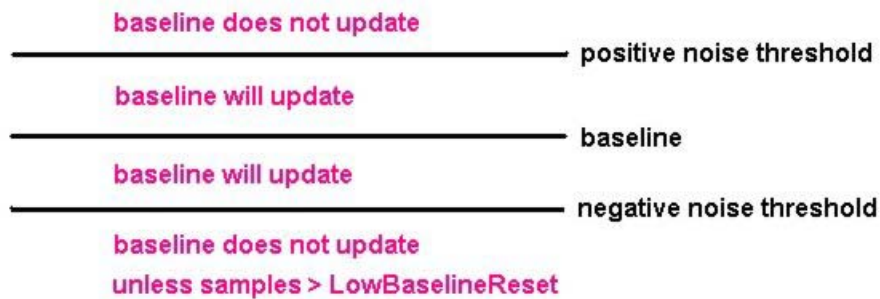 baseline does not update
positive noise threshold
baseline will update
baseline
baseline will update
negative noise threshold
baseline does not update
unless samples > LowBaselineReset